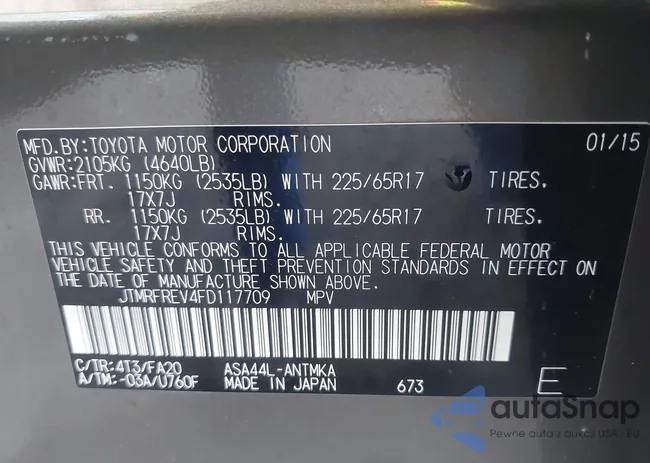 MFD.BY:TOYOTA MOTOR CORPORATION 01/15
GVWR:2105KG (4640LB)
GAWR:FRT. 1150KG (2535LB) WITH 225/65R17 TIRES.
17X7J RIMS.
RR. 1150KG (2535LB) WITH 225/65R17 TIRES.
17X7J RIMS.
THIS VEHICLE CONFORMS TO ALL APPLICABLE FEDERAL MOTOR
VEHICLE SAFETY AND THEFT PREVENTION STANDARDS IN EFFECT ON
THE DATE OF MANUFACTURE SHOWN ABOVE.
JTMRFREV4FD117709 MPV
C/TR:4T3/FA20 ASA44L-ANTMKA
A/TM:-03A/U760F MADE IN JAPAN 673 E
autaSnap
Pewne auta z aukcji USA - EU